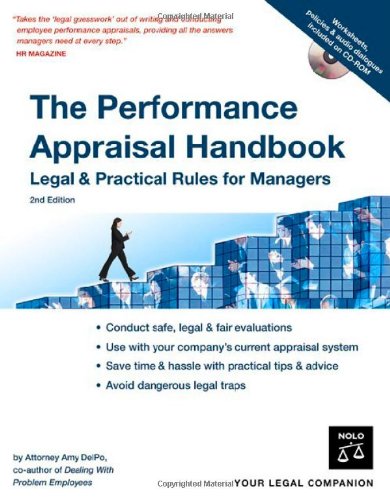 Copyrighted Material
"Takes the 'legal guesswork' out of writing and conducting
employee performance appraisals, providing all the answers
managers need at every step."
HR MAGAZINE
Worksheets,
policies & audio dialogues
included on CD-ROM
The Performance
Appraisal Handbook
Legal & Practical Rules for Managers
2nd Edition
• Conduct safe, legal & fair evaluations
• Use with your company's current appraisal system
• Save time & hassle with practical tips & advice
• Avoid dangerous legal traps
by Attorney Amy DelPo,
co-author of Dealing With
Problem Employees
NOLO
YOUR LEGAL COMPANION
Copyrighted Material